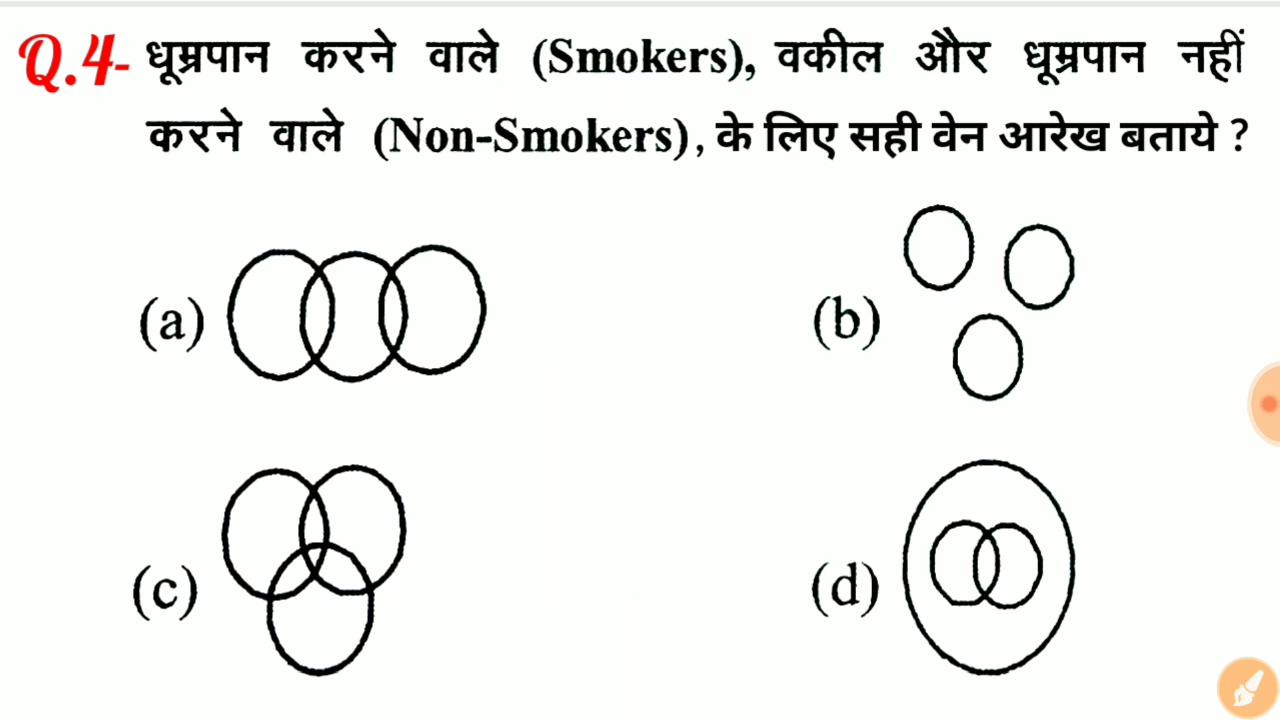 Q.4- धूम्रपान करने वाले (Smokers), वकील और धूम्रपान नहीं
करने वाले (Non-Smokers), के लिए सही वेन आरेख बताये ?
(a) (b)
(c) (d)